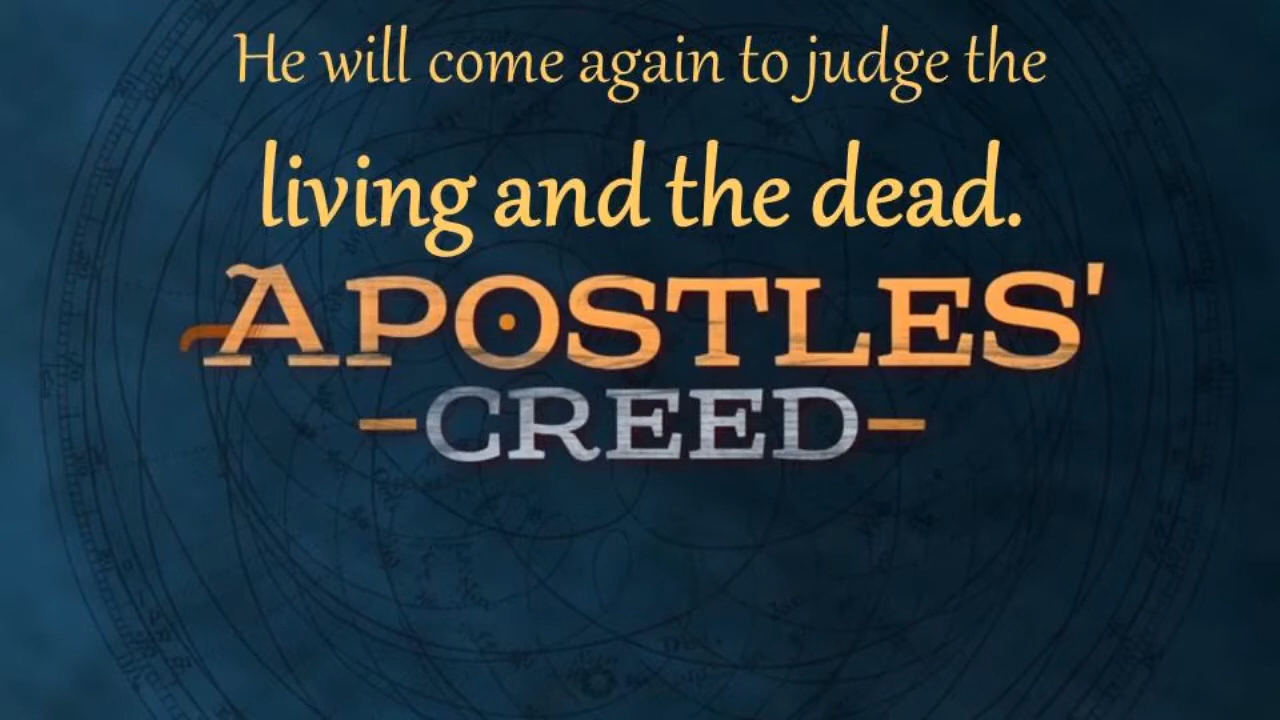 He will come again to judge the
living and the dead.
APOSTLES'
CREED